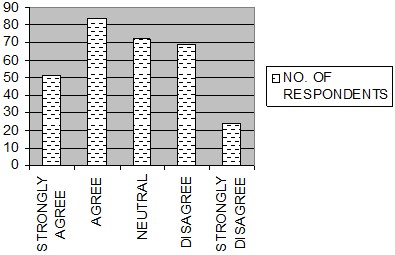 90
80
70
60
50
40
30
20
10
0
STRONGLY
AGREE
AGREE
NEUTRAL
DISAGREE
STRONGLY
DISAGREE
NO. OF
RESPONDENTS